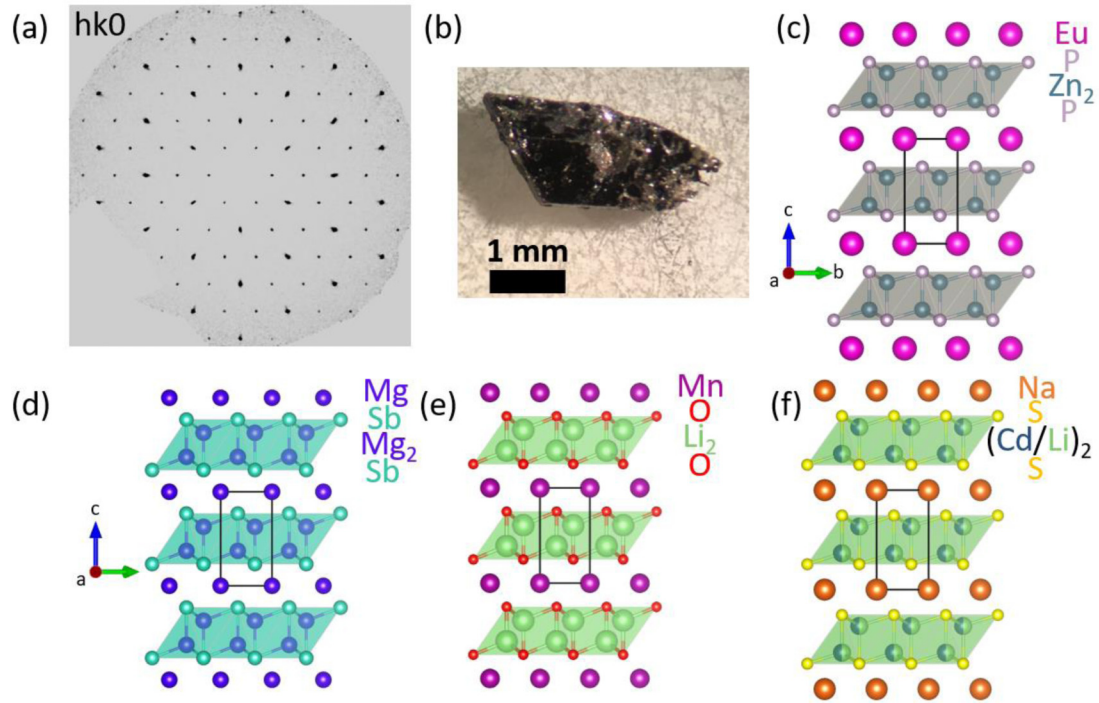 (a)
hk0
(b)
1 mm
(c)
Eu
P
Zn2
P
c
a
b
(d)
Mg
Sb
Mg2
Sb
c
a
(e)
Mn
O
Li2
O
(f)
Na
S
(Cd/Li)2
S